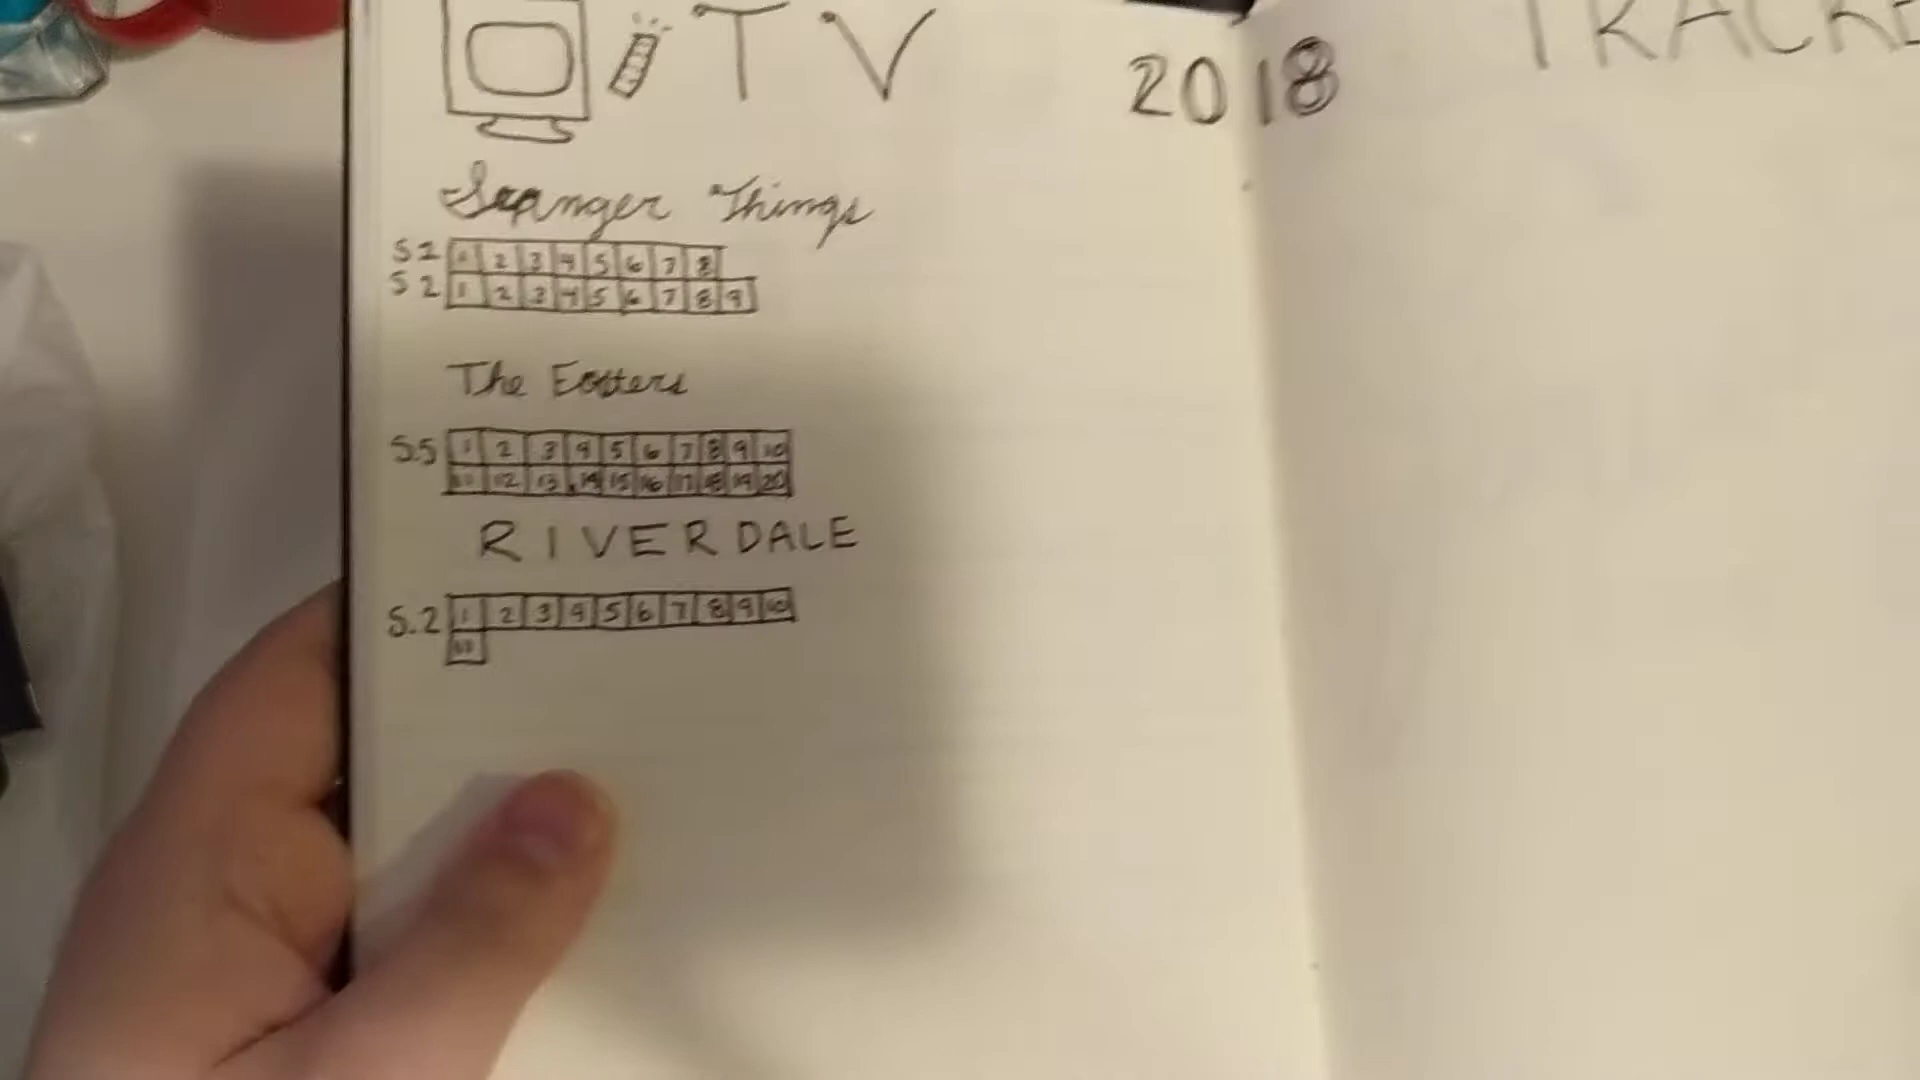 TV 2018 TRACKE
Stranger Things
S1 1 2 3 4 5 6 7 8
S2 1 2 3 4 5 6 7 8 9
The Fosters
S.5 1 2 3 4 5 6 7 8 9 10
11 12 13 14 15 16 17 18 19 20
RIVERDALE
S.2 1 2 3 4 5 6 7 8 9 10
11